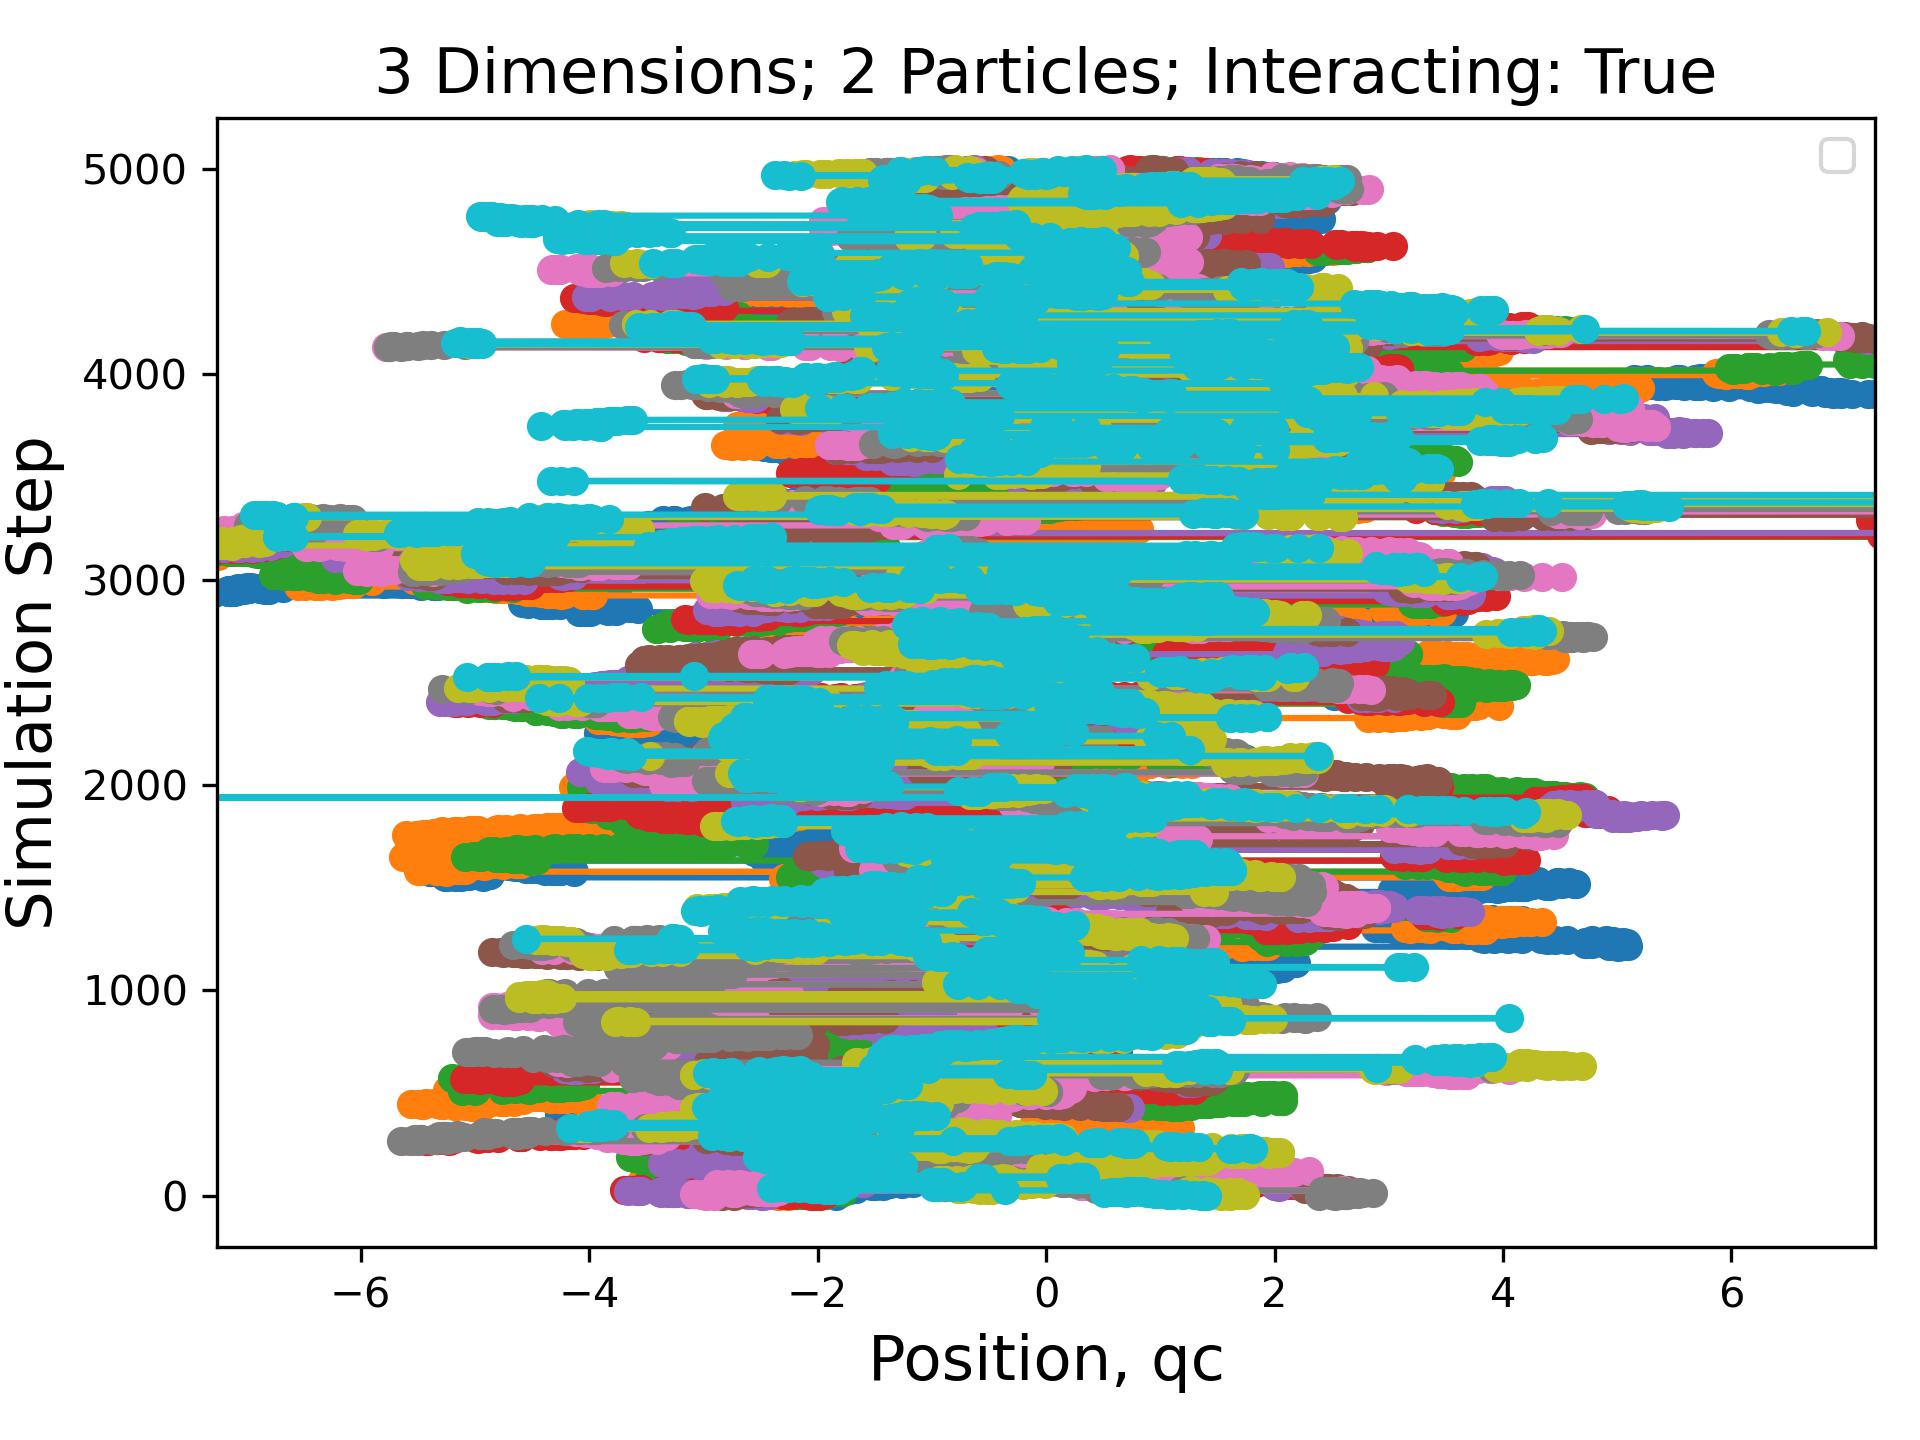 3 Dimensions; 2 Particles; Interacting: True
5000
4000
3000
2000
1000
0
Simulation Step
−6 −4 −2 0 2 4 6
Position, qc